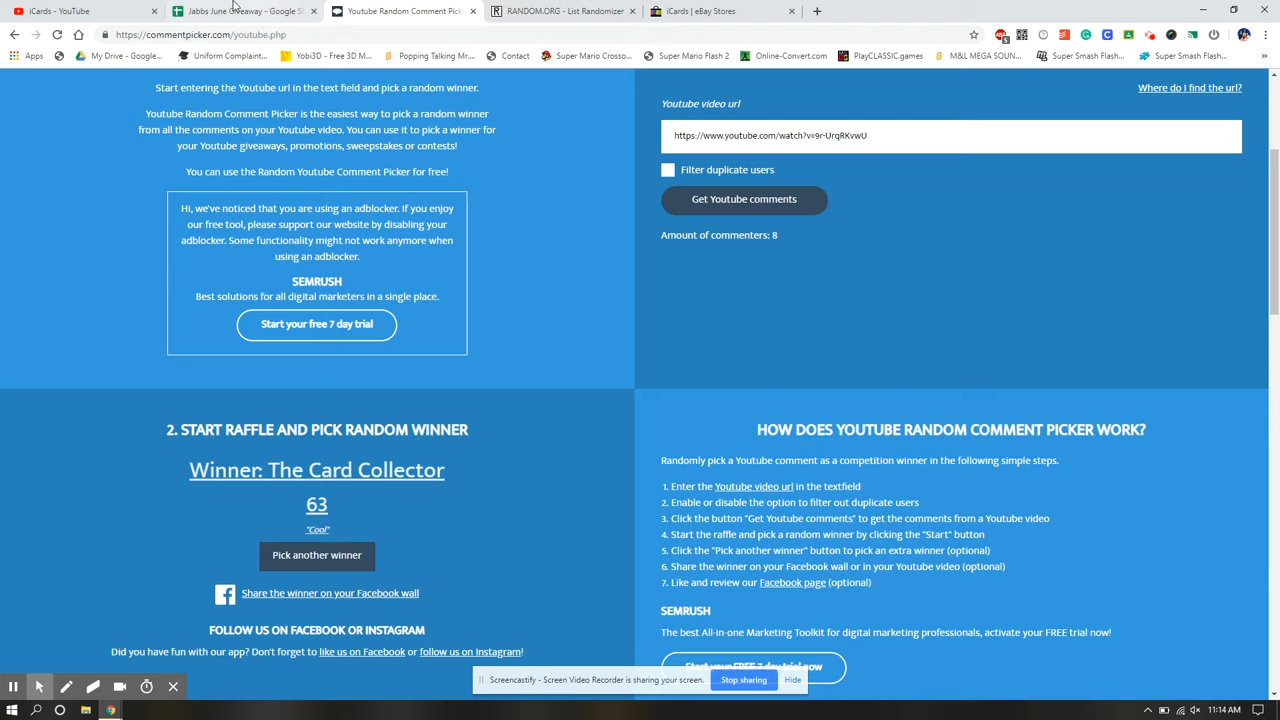 iCards - YouTube
Jabbs June Giveaway - Google Sh
Youtube Random Comment Pick
RANDOM.ORG - List Randomizer
iCards | eBay Stores
https://commentpicker.com/youtube.php
Apps
My Drive - Google...
Uniform Complaint...
Yobi3D - Free 3D M...
Popping Talking Mr....
Contact
Super Mario Crosso...
Super Mario Flash 2
Online-Convert.com
PlayCLASSIC.games
M&L MEGA SOUN...
Super Smash Flash...
Super Smash Flash...
Start entering the Youtube url in the text field and pick a random winner.
Youtube Random Comment Picker is the easiest way to pick a random winner
from all the comments on your Youtube video. You can use it to pick a winner for
your Youtube giveaways, promotions, sweepstakes or contests!
You can use the Random Youtube Comment Picker for free!
Hi, we've noticed that you are using an adblocker. If you enjoy
our free tool, please support our website by disabling your
adblocker. Some functionality might not work anymore when
using an adblocker.
SEMRUSH
Best solutions for all digital marketers in a single place.
Start your free 7 day trial
Where do I find the url?
Youtube video url
https://www.youtube.com/watch?v=9r-UrqRKvwU
Filter duplicate users
Get Youtube comments
Amount of commenters: 8
2. START RAFFLE AND PICK RANDOM WINNER
Winner: The Card Collector
63
"Cool"
Pick another winner
Share the winner on your Facebook wall
FOLLOW US ON FACEBOOK OR INSTAGRAM
Did you have fun with our app? Don't forget to like us on Facebook or follow us on Instagram!
HOW DOES YOUTUBE RANDOM COMMENT PICKER WORK?
Randomly pick a Youtube comment as a competition winner in the following simple steps.
1. Enter the Youtube video url in the textfield
2. Enable or disable the option to filter out duplicate users
3. Click the button "Get Youtube comments" to get the comments from a Youtube video
4. Start the raffle and pick a random winner by clicking the "Start" button
5. Click the "Pick another winner" button to pick an extra winner (optional)
6. Share the winner on your Facebook wall or in your Youtube video (optional)
7. Like and review our Facebook page (optional)
SEMRUSH
The best All-in-one Marketing Toolkit for digital marketing professionals, activate your FREE trial now!
Start your FREE 7 day trial now
Screencastify - Screen Video Recorder is sharing your screen.
Stop sharing
Hide
11:14 AM